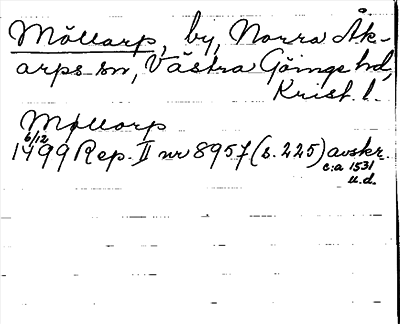 Möllarp, by, Norra Åk-
arps sn, Västra Göinge hd,
Krist. l.
Møllarp
6/12
1499 Rep. II nr 8957 (s. 225) avskr.
c:a 1531
u.d.